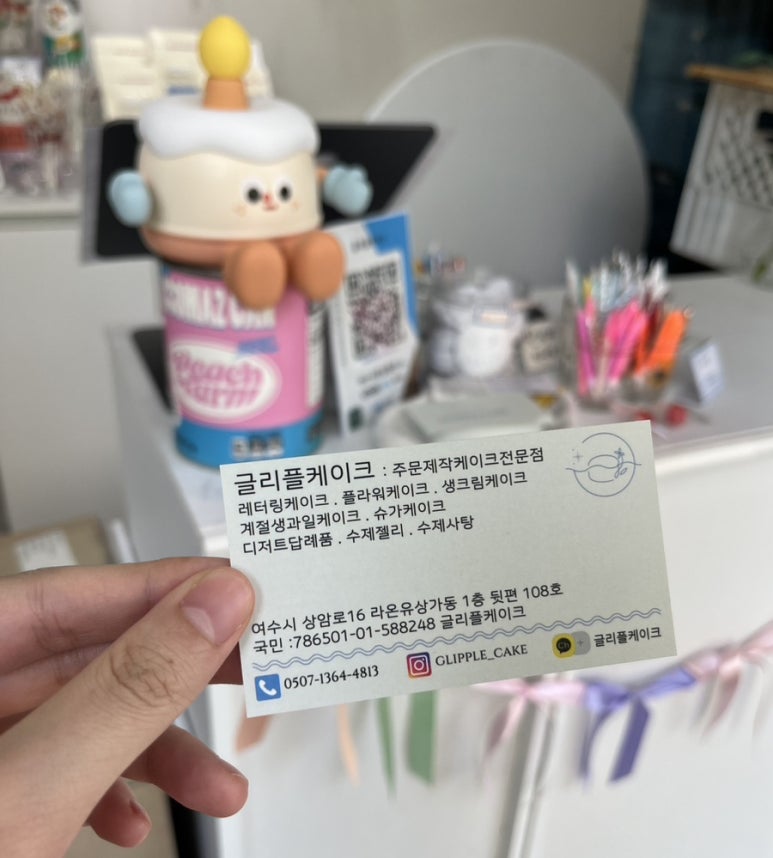 Peach
글리플케이크 : 주문제작케이크전문점
레터링케이크 . 플라워케이크 . 생크림케이크
계절생과일케이크 . 슈가케이크
디저트답례품 . 수제젤리 . 수제사탕
여수시 상암로16 라온유상가동 1층 뒷편 108호
국민 :786501-01-588248 글리플케이크
0507-1364-4813
GLIPPLE_CAKE
Ch + 글리플케이크